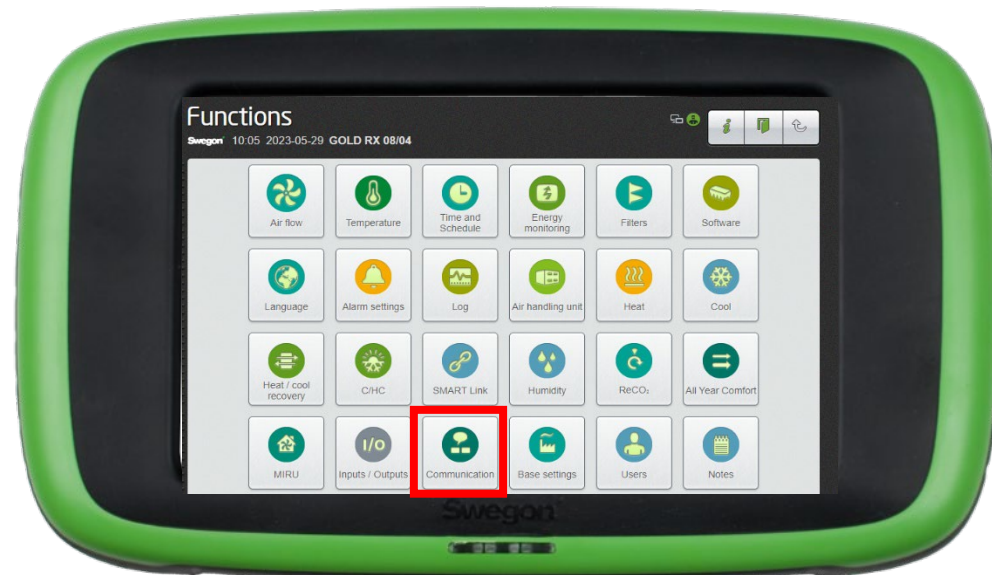 Functions
Swegon 10:05 2023-05-29 GOLD RX 08/04
Air flow
Temperature
Time and
Schedule
Energy
monitoring
Filters
Software
Language
Alarm settings
Log
Air handling unit
Heat
Cool
Heat / cool
recovery
C/HC
SMART Link
Humidity
ReCO₂
All Year Comfort
MIRU
I/O
Inputs / Outputs
Communication
Base settings
Users
Notes
Swegon